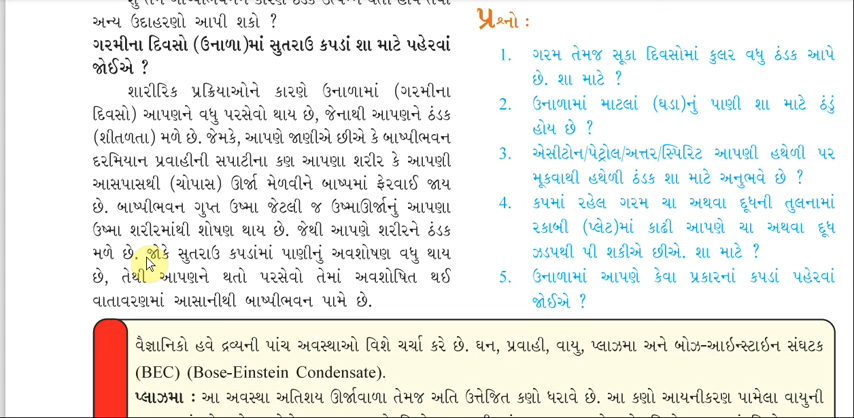 અન્ય ઉદાહરણો આપી શકો ?
ગરમીના દિવસો (ઉનાળા)માં સુતરાઉ કપડાં શા માટે પહેરવાં
જોઈએ ?
શારીરિક પ્રક્રિયાઓને કારણે ઉનાળામાં (ગરમીના
દિવસો) આપણને વધુ પરસેવો થાય છે, જેનાથી આપણને ઠંડક
(શીતળતા) મળે છે. જેમકે, આપણે જાણીએ છીએ કે બાષ્પીભવન
દરમિયાન પ્રવાહીની સપાટીના કણ આપણા શરીર કે આપણી
આસપાસથી (ચોપાસ) ઊર્જા મેળવીને બાષ્પમાં ફેરવાઈ જાય
છે. બાષ્પીભવન ગુપ્ત ઉષ્મા જેટલી જ ઉષ્માઊર્જાનું આપણા
ઉષ્મા શરીરમાંથી શોષણ થાય છે. જેથી આપણે શરીરને ઠંડક
મળે છે. જોકે સુતરાઉ કપડાંમાં પાણીનું અવશોષણ વધુ થાય
છે, તેથી આપણને થતો પરસેવો તેમાં અવશોષિત થઈ
વાતાવરણમાં આસાનીથી બાષ્પીભવન પામે છે.
પ્રશ્નો :
1. ગરમ તેમજ સૂકા દિવસોમાં કુલર વધુ ઠંડક આપે
છે. શા માટે ?
2. ઉનાળામાં માટલાં (ઘડા)નું પાણી શા માટે ઠંડું
હોય છે ?
3. એસીટોન/પેટ્રોલ/અત્તર/સ્પિરિટ આપણી હથેળી પર
મૂકવાથી હથેળી ઠંડક શા માટે અનુભવે છે ?
4. કપમાં રહેલ ગરમ ચા અથવા દૂધની તુલનામાં
રકાબી (પ્લેટ)માં કાઢી આપણે ચા અથવા દૂધ
ઝડપથી પી શકીએ છીએ. શા માટે ?
5. ઉનાળામાં આપણે કેવા પ્રકારનાં કપડાં પહેરવાં
જોઈએ ?
વૈજ્ઞાનિકો હવે દ્રવ્યની પાંચ અવસ્થાઓ વિશે ચર્ચા કરે છે. ઘન, પ્રવાહી, વાયુ, પ્લાઝમા અને બોઝ-આઇન્સ્ટાઇન સંઘટક
(BEC) (Bose-Einstein Condensate).
પ્લાઝમા : આ અવસ્થા અતિશય ઊર્જાવાળા તેમજ અતિ ઉત્તેજિત કણો ધરાવે છે. આ કણો આયનીકરણ પામેલા વાયુની